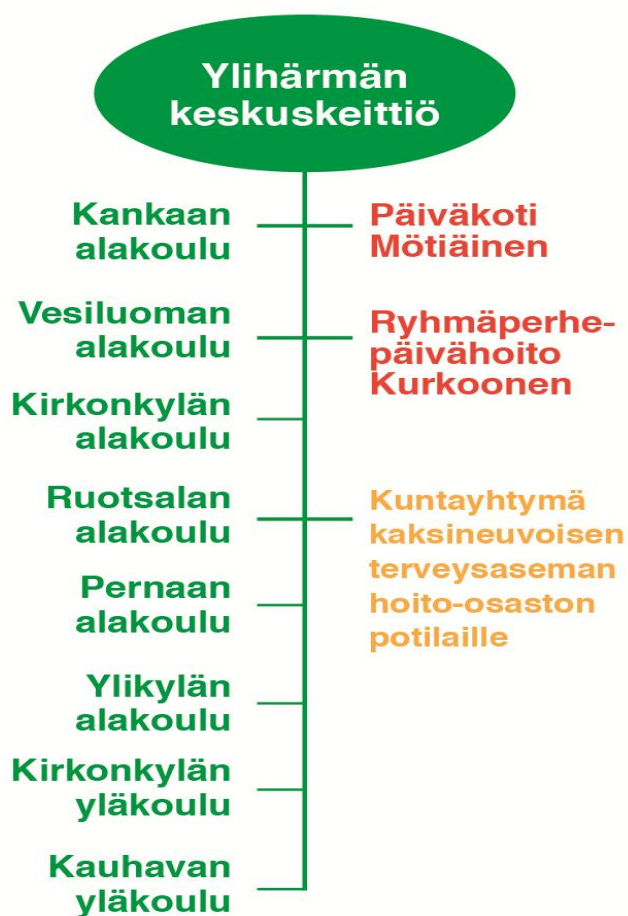 Ylihärmän
keskuskeittiö
Kankaan
alakoulu
Päiväkoti
Mötiäinen
Vesiluoman
alakoulu
Ryhmäperhe-
päivähoito
Kurkoonen
Kirkonkylän
alakoulu
Ruotsalan
alakoulu
Kuntayhtymä
kaksineuvoisen
terveysaseman
hoito-osaston
potilaille
Pernaan
alakoulu
Ylikylän
alakoulu
Kirkonkylän
yläkoulu
Kauhavan
yläkoulu